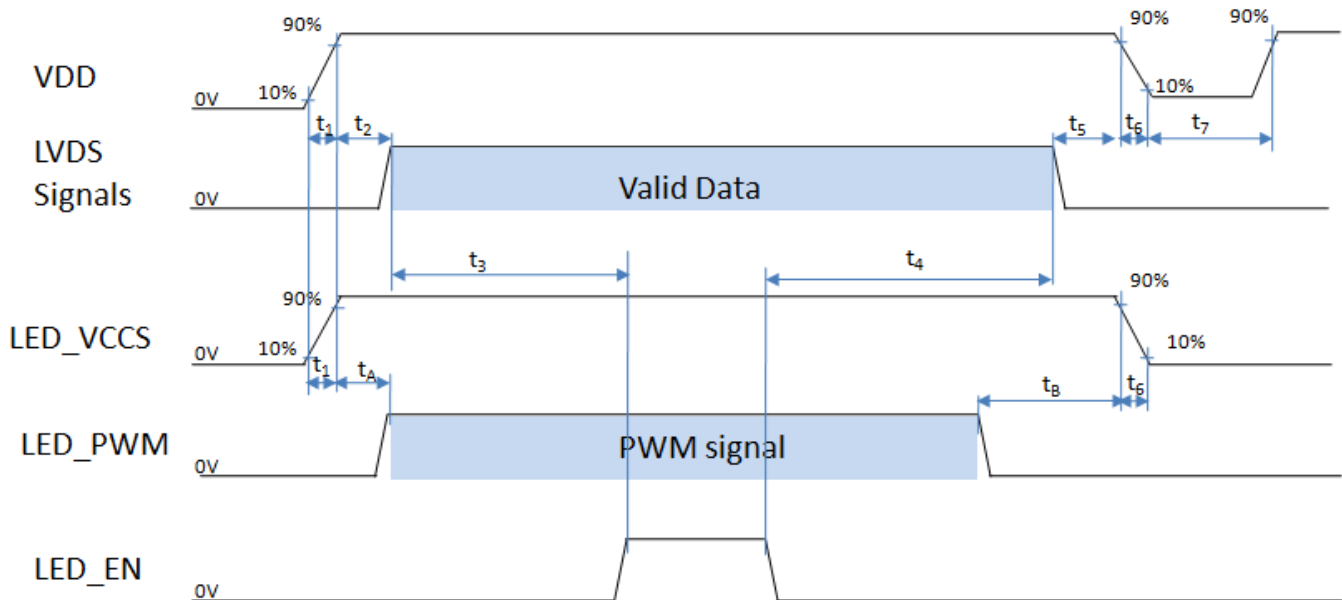 90% 90% 90%
VDD
0V 10% 10%
t1 t2 t5 t6 t7
LVDS
Signals
Valid Data
0V
t3 t4
90% 90%
LED_VCCS
0V 10% 10%
t1 tA tB t6
LED_PWM
PWM signal
0V
LED_EN
0V